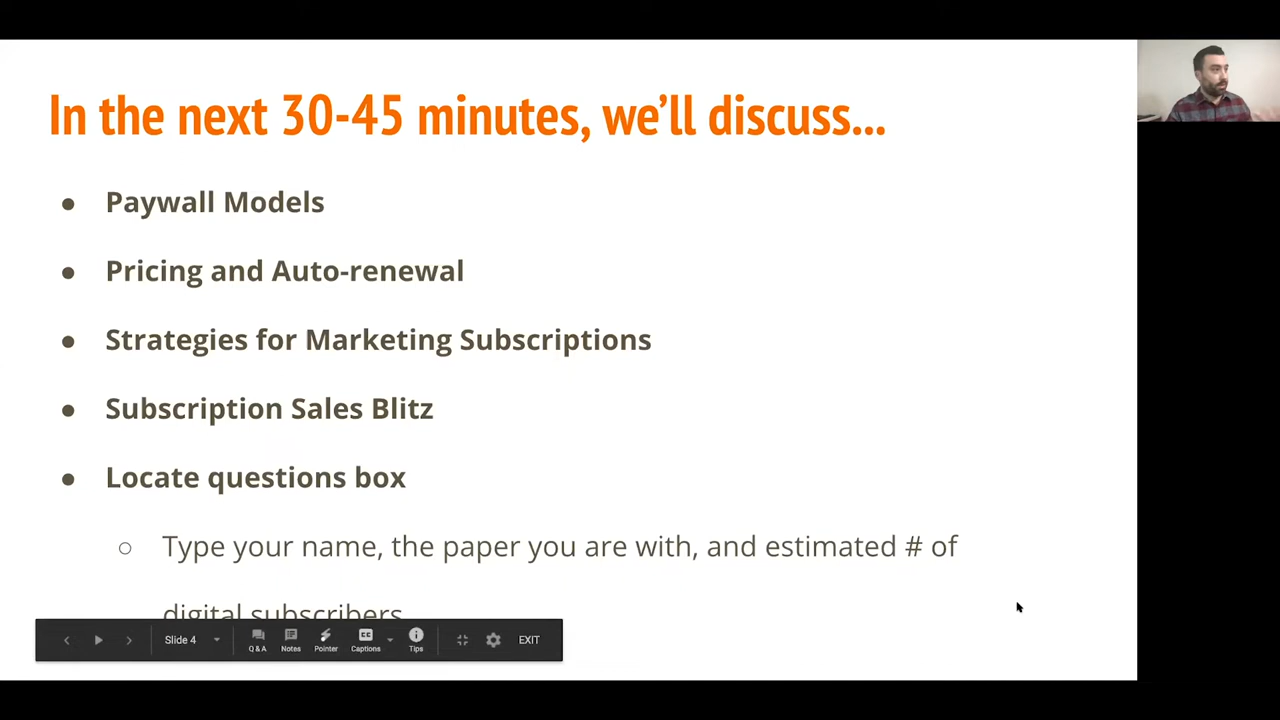 In the next 30-45 minutes, we’ll discuss...
● Paywall Models
● Pricing and Auto-renewal
● Strategies for Marketing Subscriptions
● Subscription Sales Blitz
● Locate questions box
○ Type your name, the paper you are with, and estimated # of
digital subscribers
Slide 4
Q & A Notes Pointer CC Captions Tips EXIT